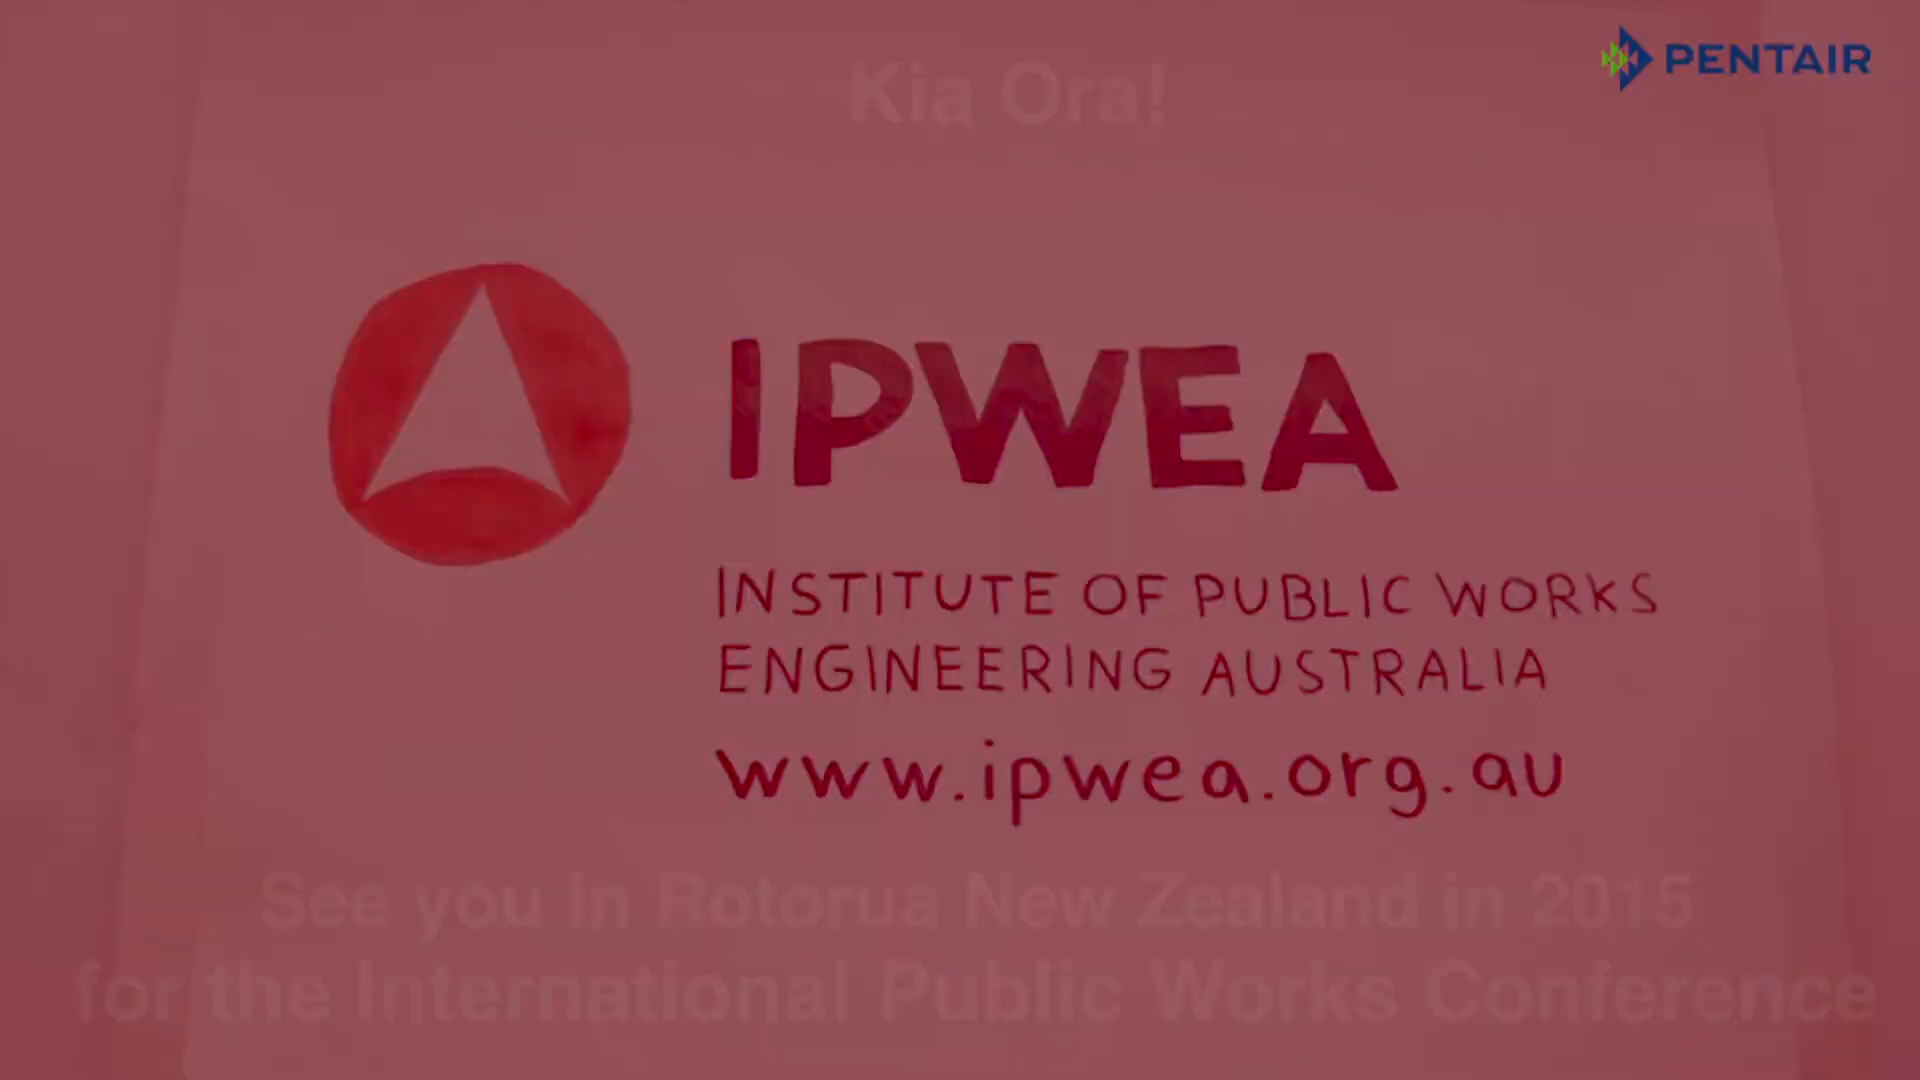 PENTAIR
Kia Ora!
IPWEA
INSTITUTE OF PUBLIC WORKS
ENGINEERING AUSTRALIA
www.ipwea.org.au
See you In Rotorua New Zealand in 2015
for the International Public Works Conference